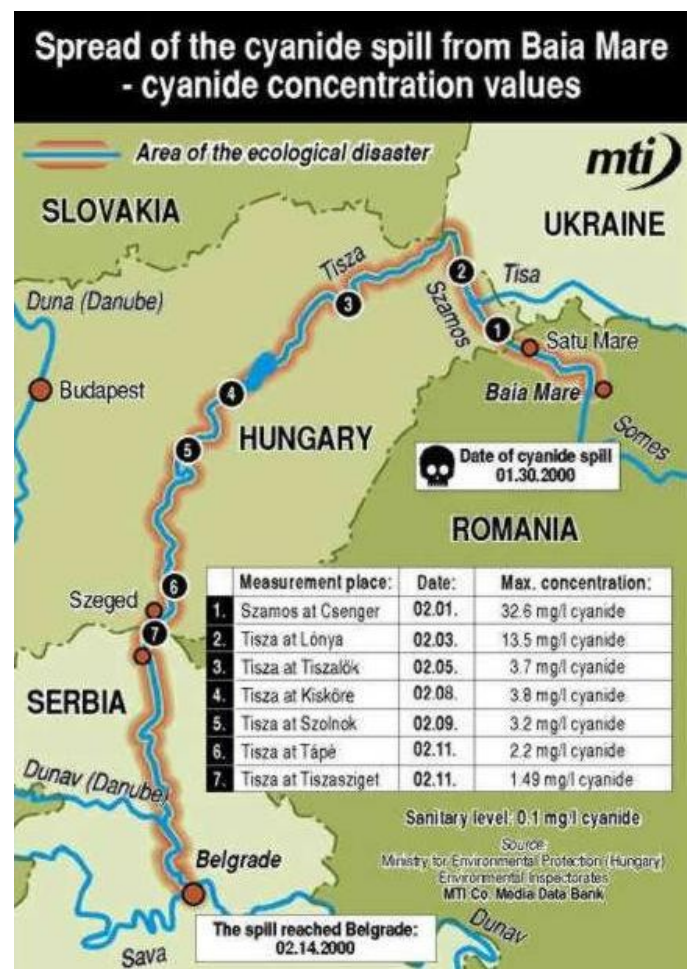 Spread of the cyanide spill from Baia Mare
- cyanide concentration values
Area of the ecological disaster
mti
SLOVAKIA
UKRAINE
Tisza
2
Tisa
Duna (Danube)
3
Szamos
1
Satu Mare
Budapest
4
Baia Mare
HUNGARY
Somes
5
Date of cyanide spill
01.30.2000
ROMANIA
Szeged
6
7
Measurement place: Date: Max. concentration:
1. Szamos at Csenger 02.01. 32.6 mg/l cyanide
2. Tisza at Lónya 02.03. 13.5 mg/l cyanide
3. Tisza at Tiszalök 02.05. 3.7 mg/l cyanide
4. Tisza at Kisköre 02.08. 3.8 mg/l cyanide
5. Tisza at Szolnok 02.09. 3.2 mg/l cyanide
6. Tisza at Tápé 02.11. 2.2 mg/l cyanide
7. Tisza at Tiszasziget 02.11. 1.49 mg/l cyanide
SERBIA
Dunav (Danube)
Sanitary level: 0.1 mg/l cyanide
Source:
Ministry for Environmental Protection (Hungary)
Environmental Inspectorates
MTI Co. Media Data Bank
Belgrade
The spill reached Belgrade:
02.14.2000
Sava
Dunav